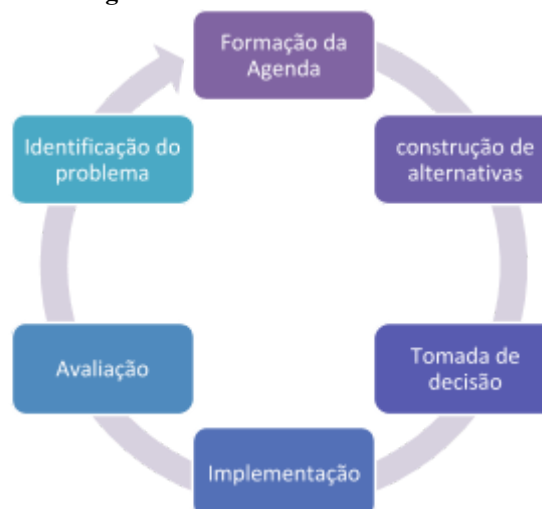 Formação da
Agenda
construção de
alternativas
Tomada de
decisão
Implementação
Avaliação
Identificação do
problema